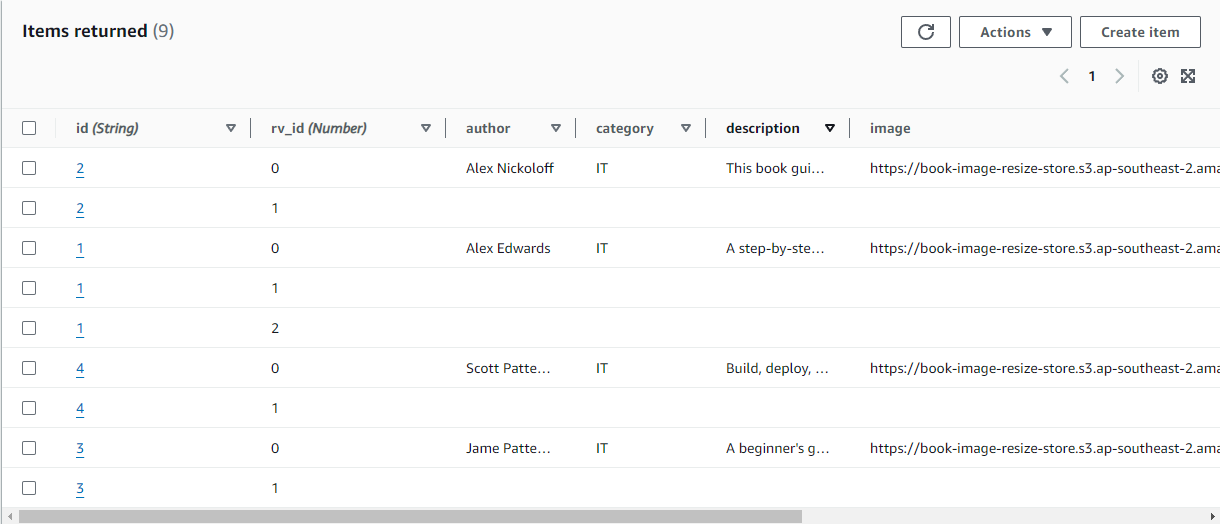 Items returned (9)
Actions
Create item
1
id (String) rv_id (Number) author category description image
2 0 Alex Nickoloff IT This book gui... https://book-image-resize-store.s3.ap-southeast-2.ama
2 1
1 0 Alex Edwards IT A step-by-ste... https://book-image-resize-store.s3.ap-southeast-2.ama
1 1
1 2
4 0 Scott Patte... IT Build, deploy, ... https://book-image-resize-store.s3.ap-southeast-2.ama
4 1
3 0 Jame Patte... IT A beginner's g... https://book-image-resize-store.s3.ap-southeast-2.ama
3 1